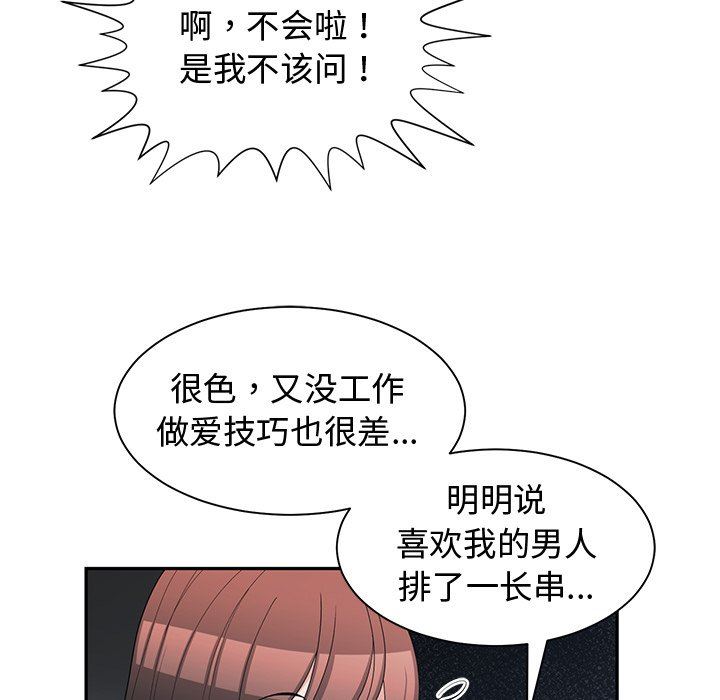 啊，不会啦！
是我不该问！
很色，又没工作
做爱技巧也很差...
明明说
喜欢我的男人
排了一长串...